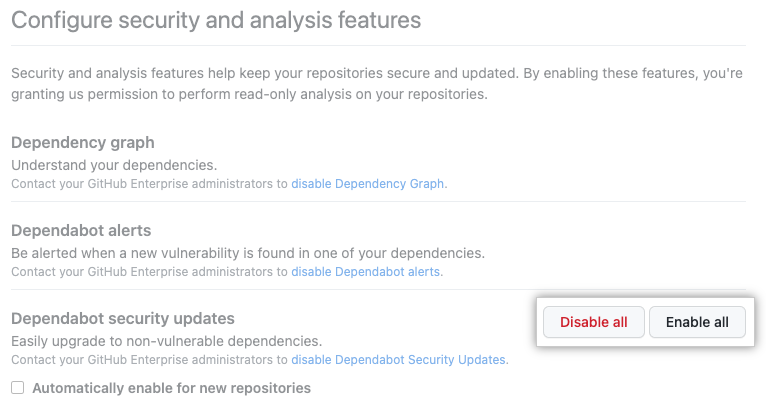 Configure security and analysis features
Security and analysis features help keep your repositories secure and updated. By enabling these features, you're
granting us permission to perform read-only analysis on your repositories.
Dependency graph
Understand your dependencies.
Contact your GitHub Enterprise administrators to disable Dependency Graph.
Dependabot alerts
Be alerted when a new vulnerability is found in one of your dependencies.
Contact your GitHub Enterprise administrators to disable Dependabot alerts.
Dependabot security updates
Disable all Enable all
Easily upgrade to non-vulnerable dependencies.
Contact your GitHub Enterprise administrators to disable Dependabot Security Updates.
Automatically enable for new repositories